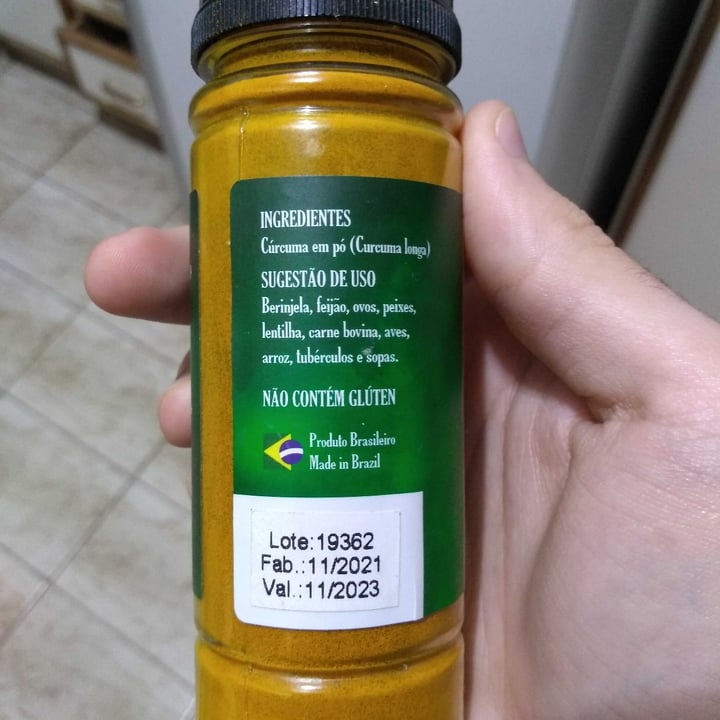 INGREDIENTES
Cúrcuma em pó (Curcuma longa)
SUGESTÃO DE USO
Berinjela, feijão, ovos, peixes,
lentilha, carne bovina, aves,
arroz, tubérculos e sopas.
NÃO CONTÉM GLÚTEN
Produto Brasileiro
Made in Brazil
Lote:19362
Fab.:11/2021
Val.:11/2023